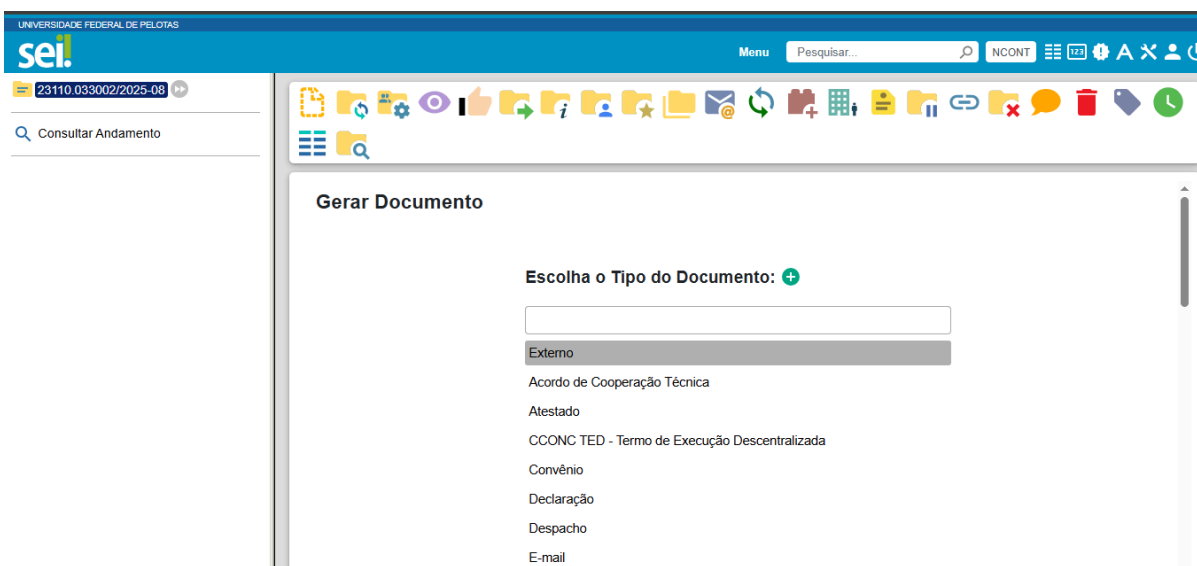 UNIVERSIDADE FEDERAL DE PELOTAS
sei!
Menu
Pesquisar...
NCONT
123
23110.033002/2025-08
Consultar Andamento
Gerar Documento
Escolha o Tipo do Documento:
Externo
Acordo de Cooperação Técnica
Atestado
CCONC TED - Termo de Execução Descentralizada
Convênio
Declaração
Despacho
E-mail